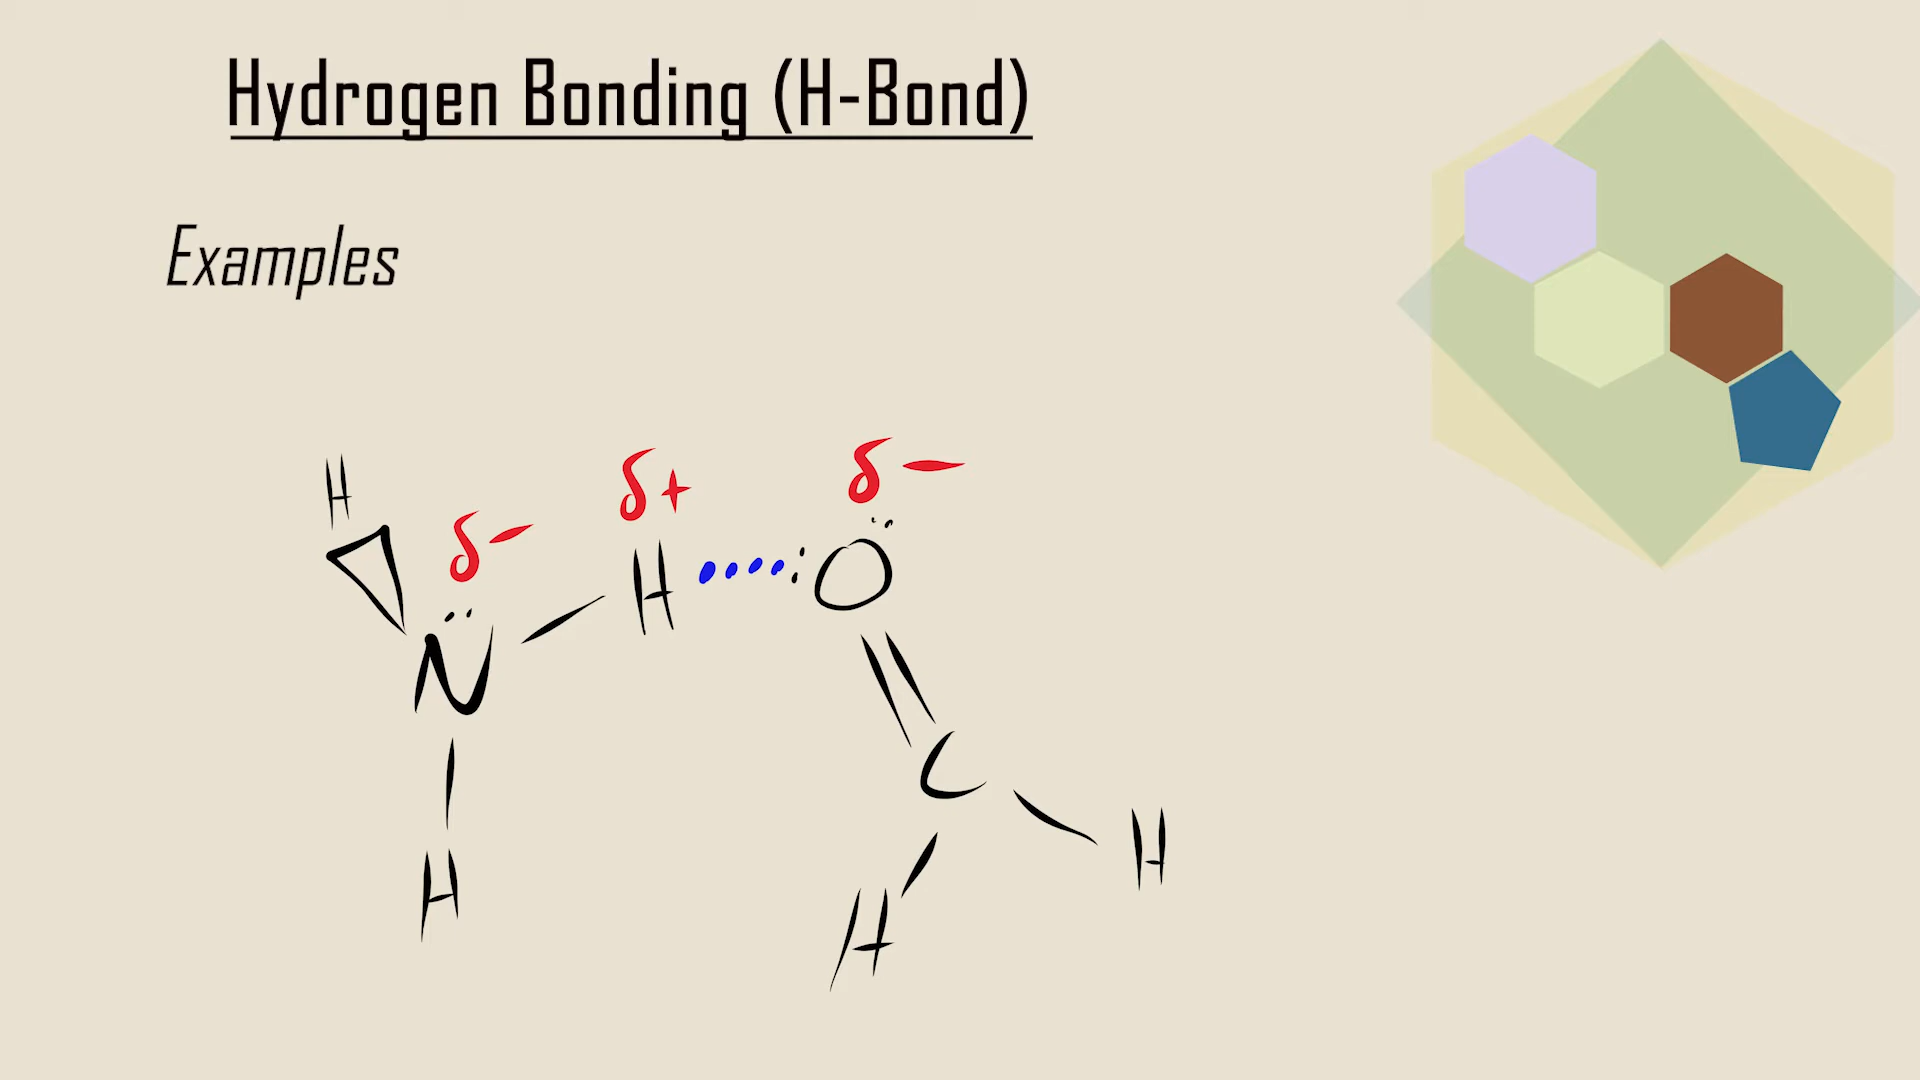 Hydrogen Bonding (H-Bond)
Examples
H
δ-
δ+
δ-
N
H
O
C
H
H
H